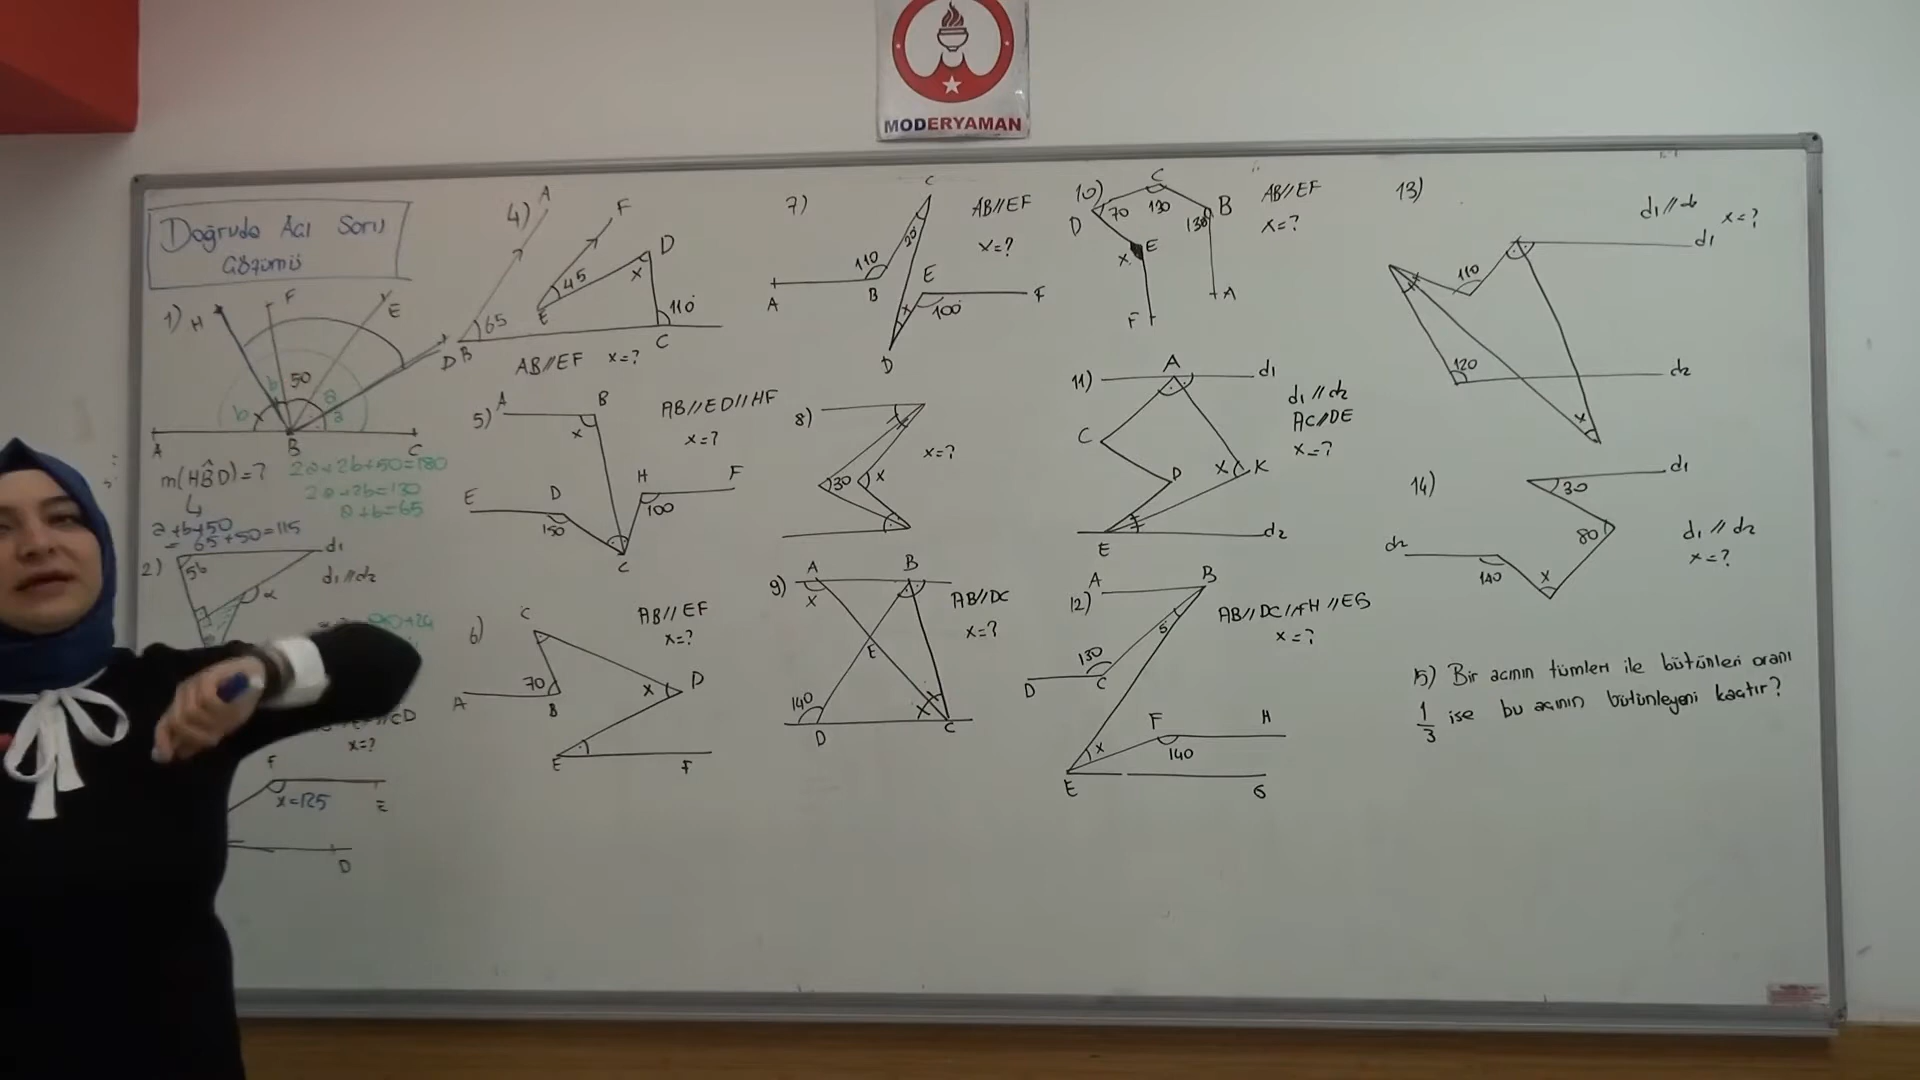 MODERYAMAN
Doğruda Açı Soru
Çözümü
1)
H
F
E
D
50
b
b
x
a
a
A
B
C
m(HBD)=?
2a+2b+50=180
2a+2b=130
a+b=65
a+b+50
= 65+50=115
2)
d1
56
d1//d2
α
x=?
F
x=125
E
D
4)
A
F
D
45
x
E
65
110°
B
C
AB//EF x=?
5)
A
B
AB//ED//HF
x=?
x
H
F
E
D
150
100
C
6)
C
AB//EF
x=?
70
x
D
A
B
E
F
7)
C
AB//EF
x=?
20°
110
E
A
B
x
100°
F
D
8)
x=?
30
x
9)
A
B
x
AB//DC
x=?
E
140
D
C
10)
C
B
AB//EF
x=?
D
70
130
130
E
x
A
F
11)
A
d1
d1//d2
AC//DE
x=?
C
D
x
K
E
d2
12)
A
B
AB//DC//FH//EG
x=?
5
130
D
C
F
H
x
140
E
G
13)
d1//d2
x=?
d1
110
120
d2
x
14)
d1
30
80
d1//d2
x=?
d2
140
x
15) Bir açının tümleri ile bütünleri oranı
1/3 ise bu açının bütünleyeni kaçtır?